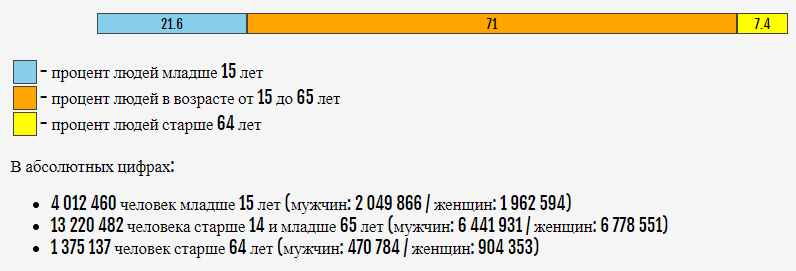 21.6 71 7.4
- процент людей младше 15 лет
- процент людей в возрасте от 15 до 65 лет
- процент людей старше 64 лет
В абсолютных цифрах:
• 4 012 460 человек младше 15 лет (мужчин: 2 049 866 / женщин: 1 962 594)
• 13 220 482 человека старше 14 и младше 65 лет (мужчин: 6 441 931 / женщин: 6 778 551)
• 1 375 137 человек старше 64 лет (мужчин: 470 784 / женщин: 904 353)